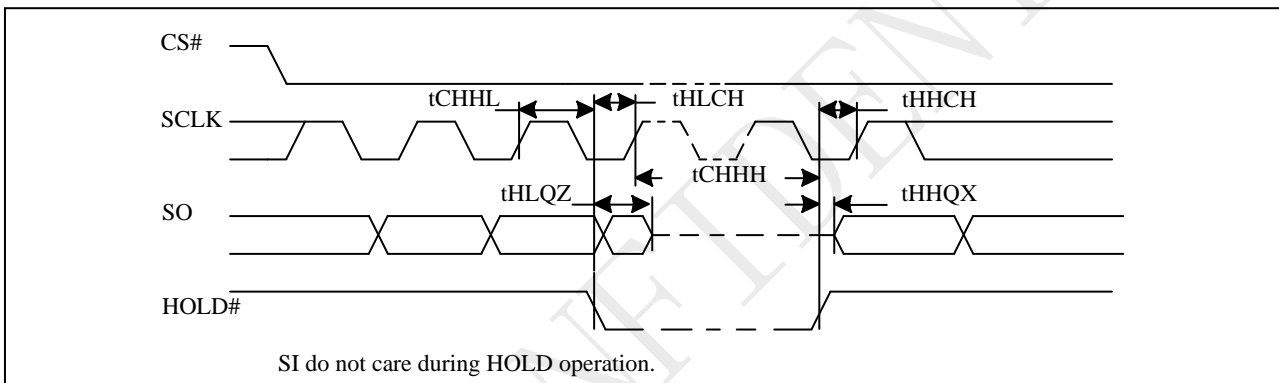 CS#
tCHHL
tHLCH
tHHCH
SCLK
tCHHH
tHLQZ
tHHQX
SO
HOLD#
SI do not care during HOLD operation.